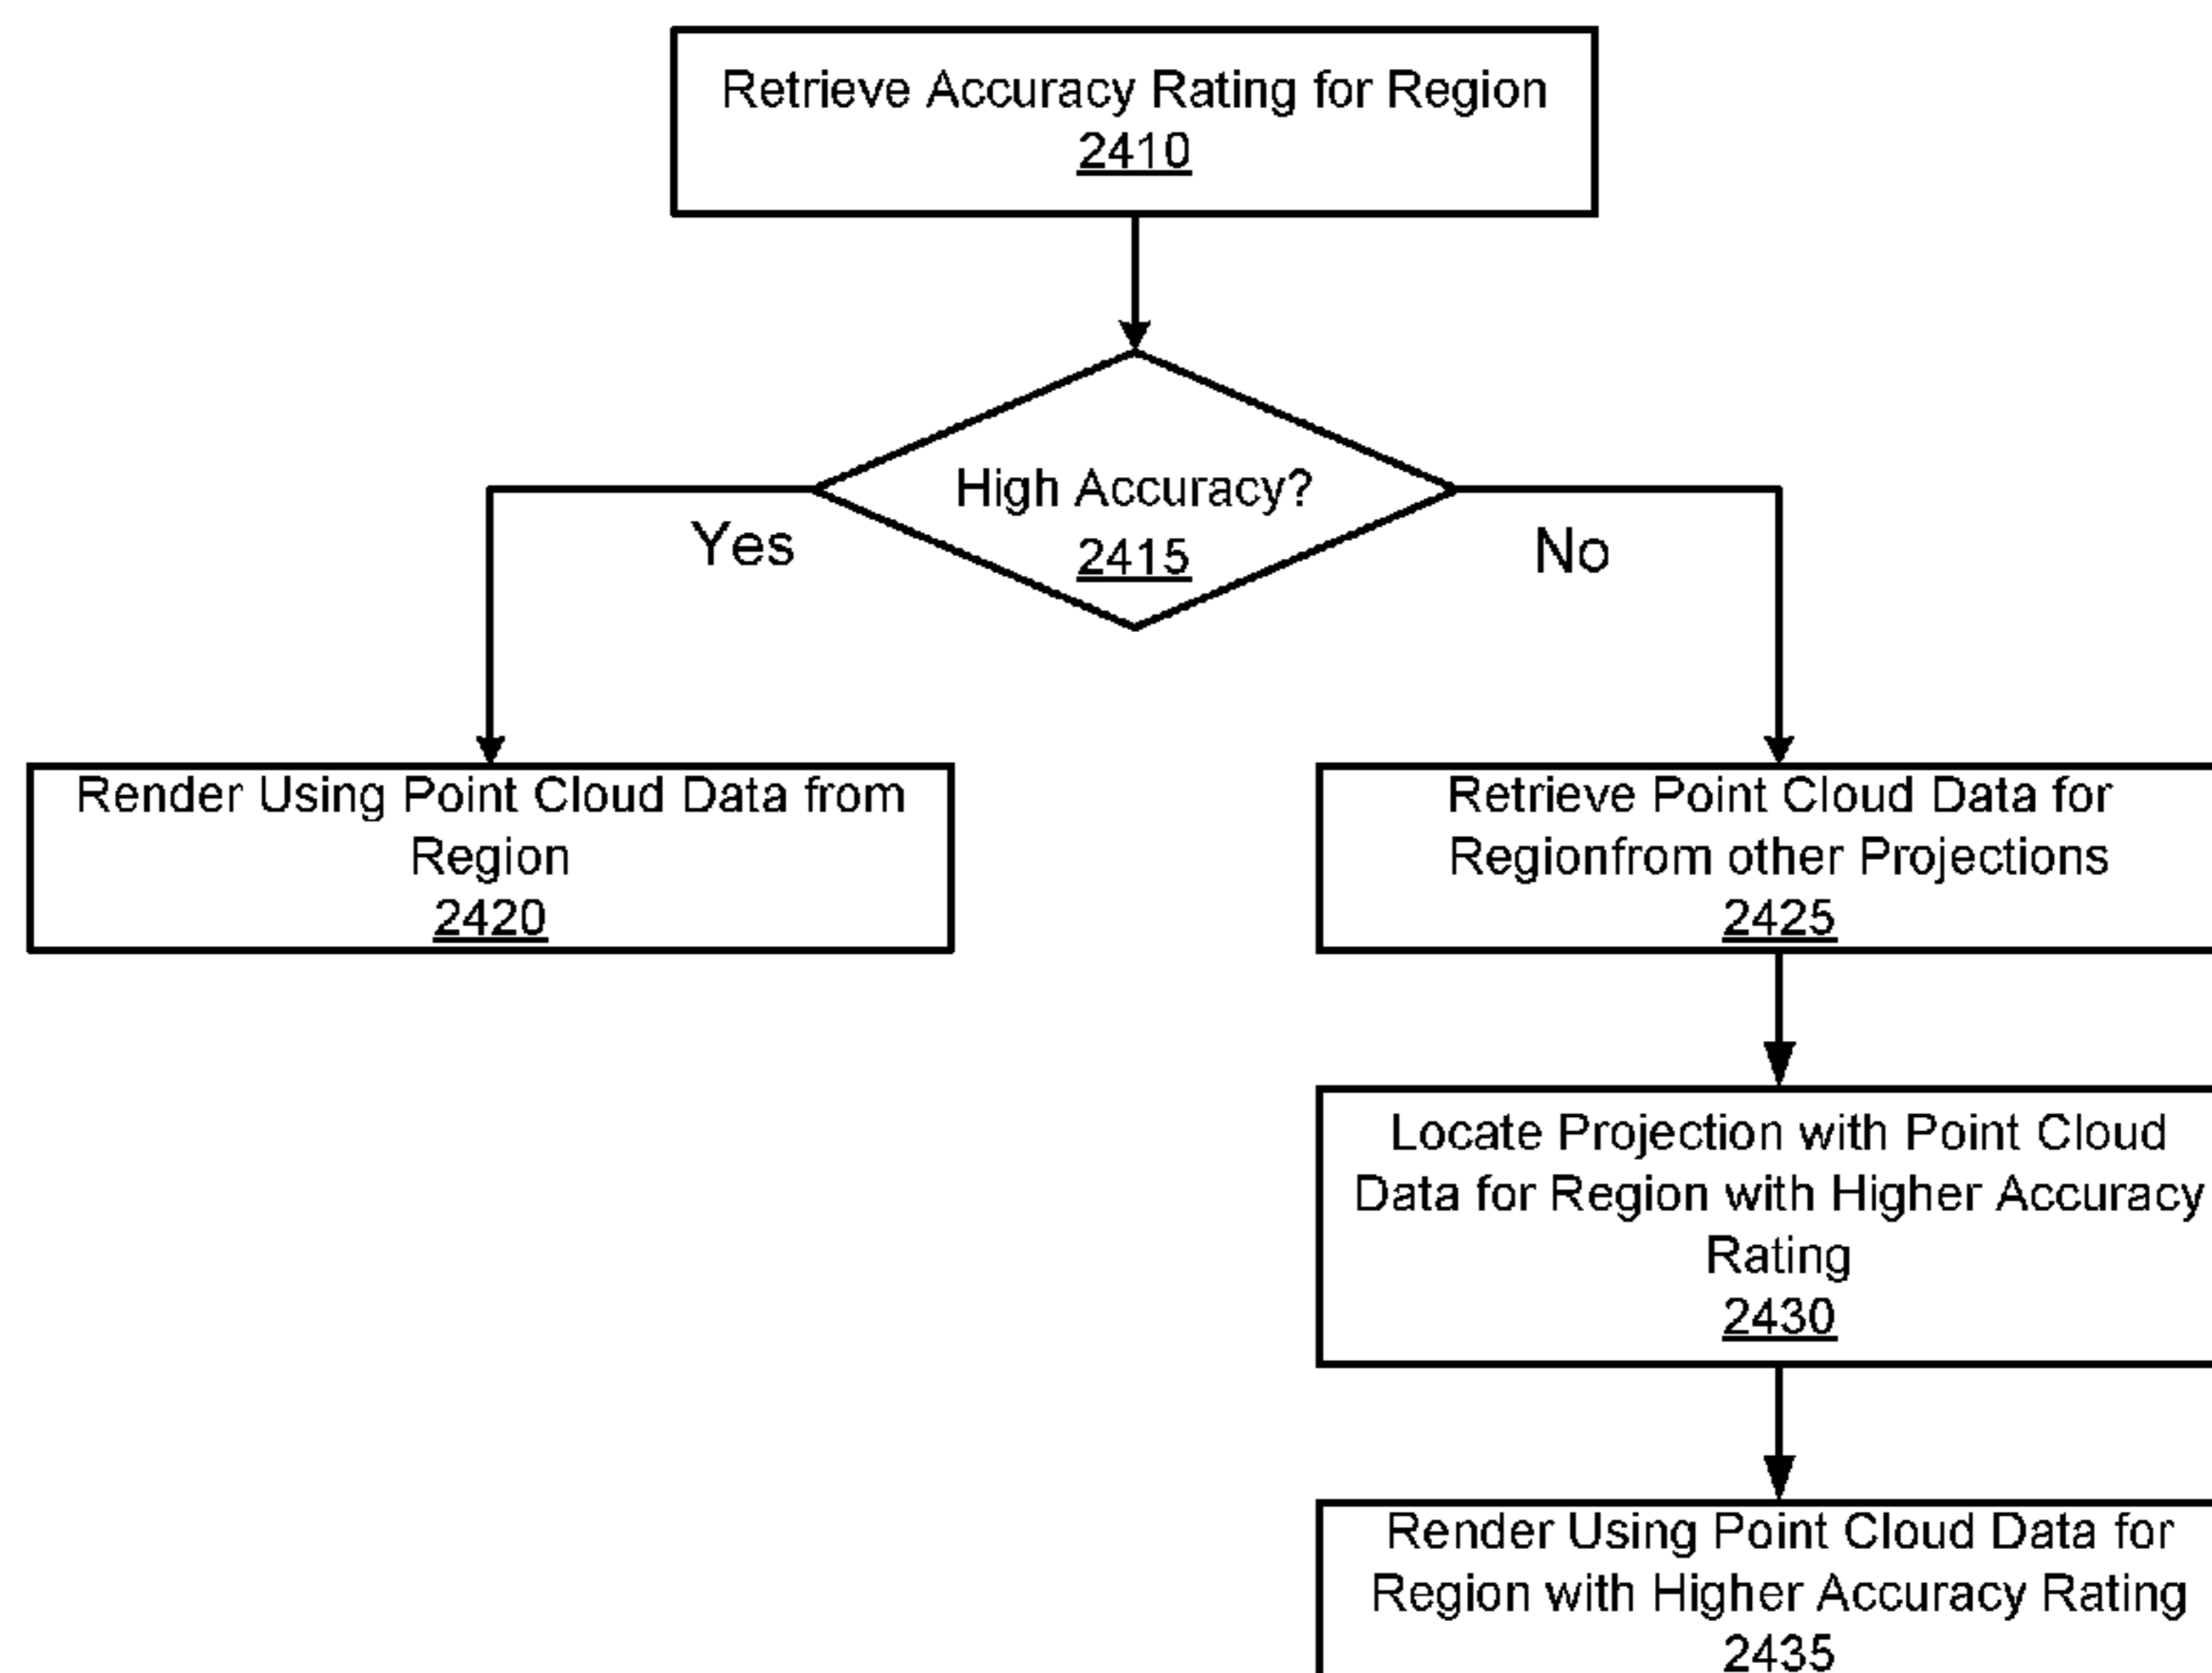 Retrieve Accuracy Rating for Region
2410
High Accuracy?
2415
Yes
No
Render Using Point Cloud Data from
Region
2420
Retrieve Point Cloud Data for
Regionfrom other Projections
2425
Locate Projection with Point Cloud
Data for Region with Higher Accuracy
Rating
2430
Render Using Point Cloud Data for
Region with Higher Accuracy Rating
2435